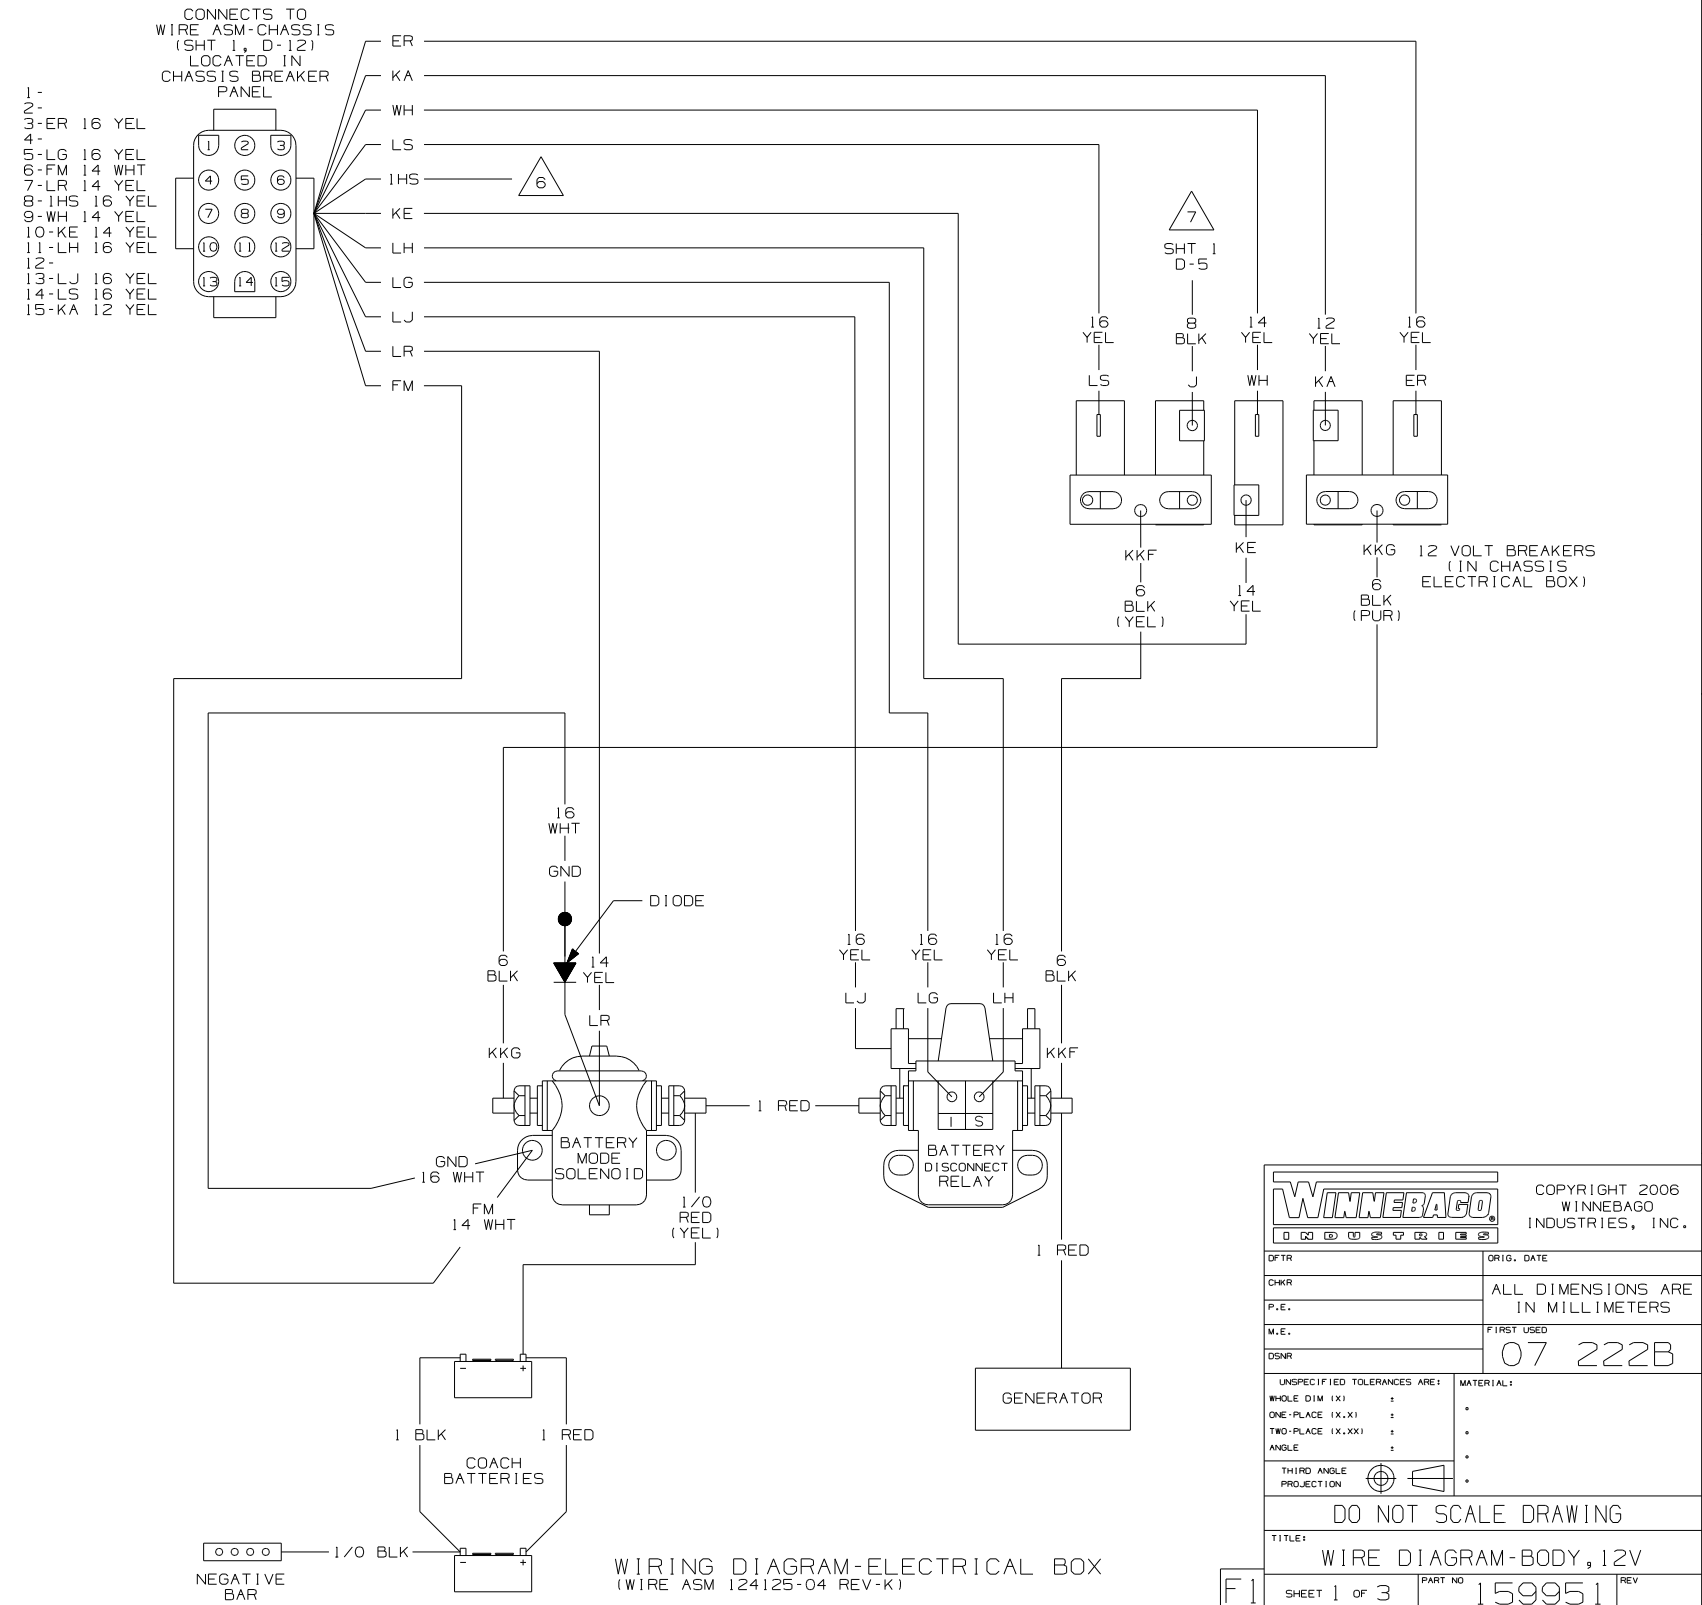 CONNECTS TO
WIRE ASM-CHASSIS
(SHT 1, D-12)
LOCATED IN
CHASSIS BREAKER
PANEL
1-
2-
3-ER 16 YEL
4-
5-LG 16 YEL
6-FM 14 WHT
7-LR 14 YEL
8-1HS 16 YEL
9-WH 14 YEL
10-KE 14 YEL
11-LH 16 YEL
12-
13-LJ 16 YEL
14-LS 16 YEL
15-KA 12 YEL
1 2 3
4 5 6
7 8 9
10 11 12
13 14 15
ER
KA
WH
LS
1HS
6
KE
LH
LG
LJ
LR
FM
7
SHT 1
D-5
16
YEL
LS
8
BLK
J
14
YEL
WH
12
YEL
KA
16
YEL
ER
KKF
6
BLK
(YEL)
KE
14
YEL
KKG
6
BLK
(PUR)
12 VOLT BREAKERS
(IN CHASSIS
ELECTRICAL BOX)
16
WHT
GND
DIODE
6
BLK
KKG
14
YEL
LR
16
YEL
LJ
16
YEL
LG
16
YEL
LH
6
BLK
KKF
1 RED
I S
BATTERY
MODE
SOLENOID
BATTERY
DISCONNECT
RELAY
GND
16 WHT
FM
14 WHT
1/0
RED
(YEL)
1 RED
GENERATOR
- +
1 BLK
1 RED
COACH
BATTERIES
- +
1/0 BLK
NEGATIVE
BAR
WIRING DIAGRAM-ELECTRICAL BOX
(WIRE ASM 124125-04 REV-K)
WINNEBAGO®
INDUSTRIES
COPYRIGHT 2006
WINNEBAGO
INDUSTRIES, INC.
DFTR
ORIG. DATE
CHKR
ALL DIMENSIONS ARE
IN MILLIMETERS
P.E.
M.E.
FIRST USED
07 222B
DSNR
UNSPECIFIED TOLERANCES ARE:
MATERIAL:
WHOLE DIM (X) ±
ONE-PLACE (X.X) ±
TWO-PLACE (X.XX) ±
ANGLE ±
THIRD ANGLE
PROJECTION
DO NOT SCALE DRAWING
TITLE:
WIRE DIAGRAM-BODY,12V
F1
SHEET 1 OF 3
PART NO
159951
REV